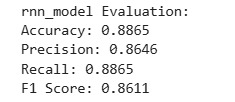 rnn_model Evaluation:
Accuracy: 0.8865
Precision: 0.8646
Recall: 0.8865
F1 Score: 0.8611